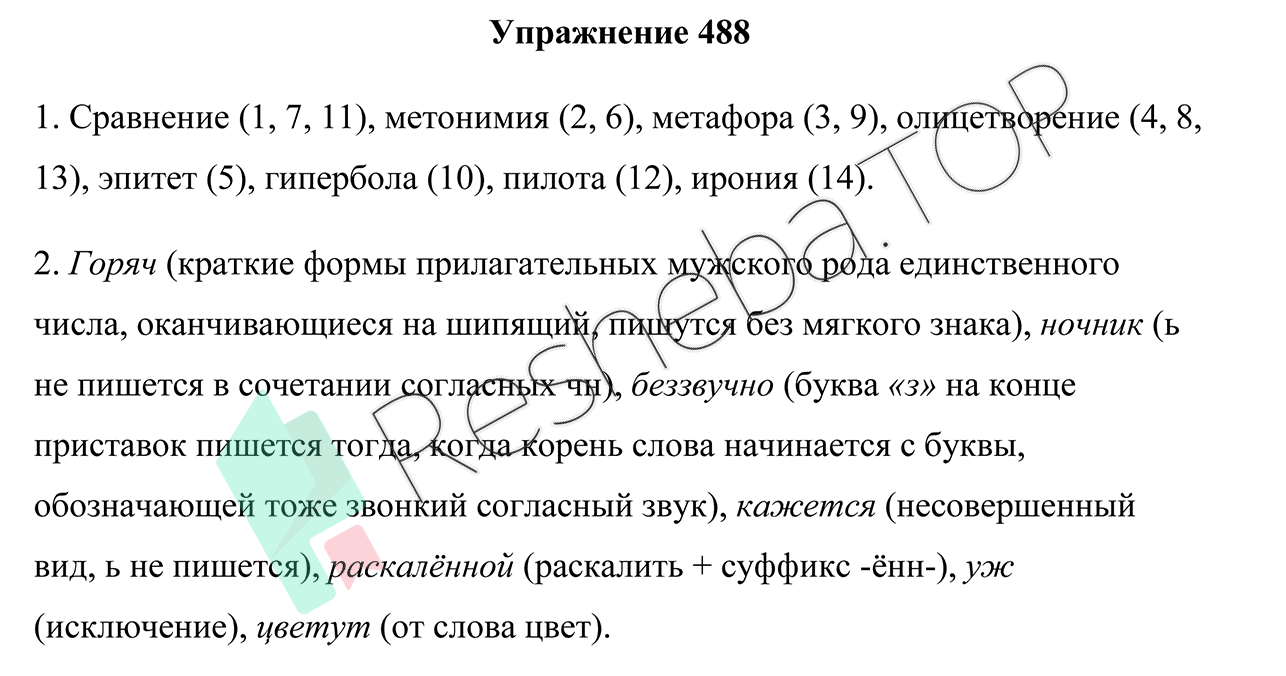 Упражнение 488
1. Сравнение (1, 7, 11), метонимия (2, 6), метафора (3, 9), олицетворение (4, 8,
13), эпитет (5), гипербола (10), пилота (12), ирония (14).
2. Горяч (краткие формы прилагательных мужского рода единственного
числа, оканчивающиеся на шипящий, пишутся без мягкого знака), ночник (ь
не пишется в сочетании согласных чн), беззвучно (буква «з» на конце
приставок пишется тогда, когда корень слова начинается с буквы,
обозначающей тоже звонкий согласный звук), кажется (несовершенный
вид, ь не пишется), раскалённой (раскалить + суффикс -ённ-), уж
(исключение), цветут (от слова цвет).
Resheba.TOP